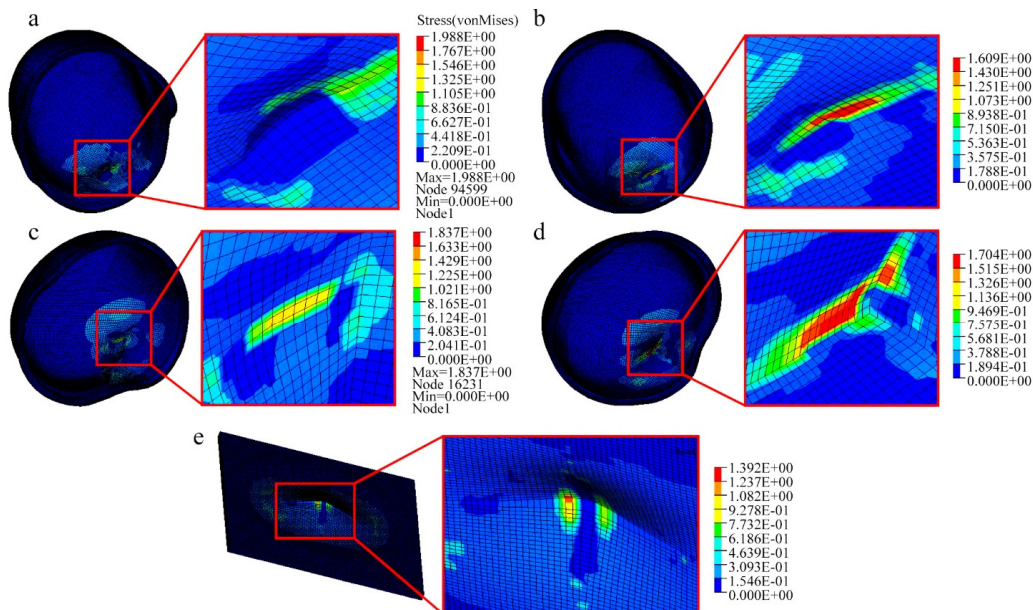 a
Stress(vonMises)
1.988E+00
1.767E+00
1.546E+00
1.325E+00
1.105E+00
8.836E-01
6.627E-01
4.418E-01
2.209E-01
0.000E+00
Max=1.988E+00
Node 94599
Min=0.000E+00
Node1
b
1.609E+00
1.430E+00
1.251E+00
1.073E+00
8.938E-01
7.150E-01
5.363E-01
3.575E-01
1.788E-01
0.000E+00
c
1.837E+00
1.633E+00
1.429E+00
1.225E+00
1.021E+00
8.165E-01
6.124E-01
4.083E-01
2.041E-01
0.000E+00
Max=1.837E+00
Node 16231
Min=0.000E+00
Node1
d
1.704E+00
1.515E+00
1.326E+00
1.136E+00
9.469E-01
7.575E-01
5.681E-01
3.788E-01
1.894E-01
0.000E+00
e
1.392E+00
1.237E+00
1.082E+00
9.278E-01
7.732E-01
6.186E-01
4.639E-01
3.093E-01
1.546E-01
0.000E+00